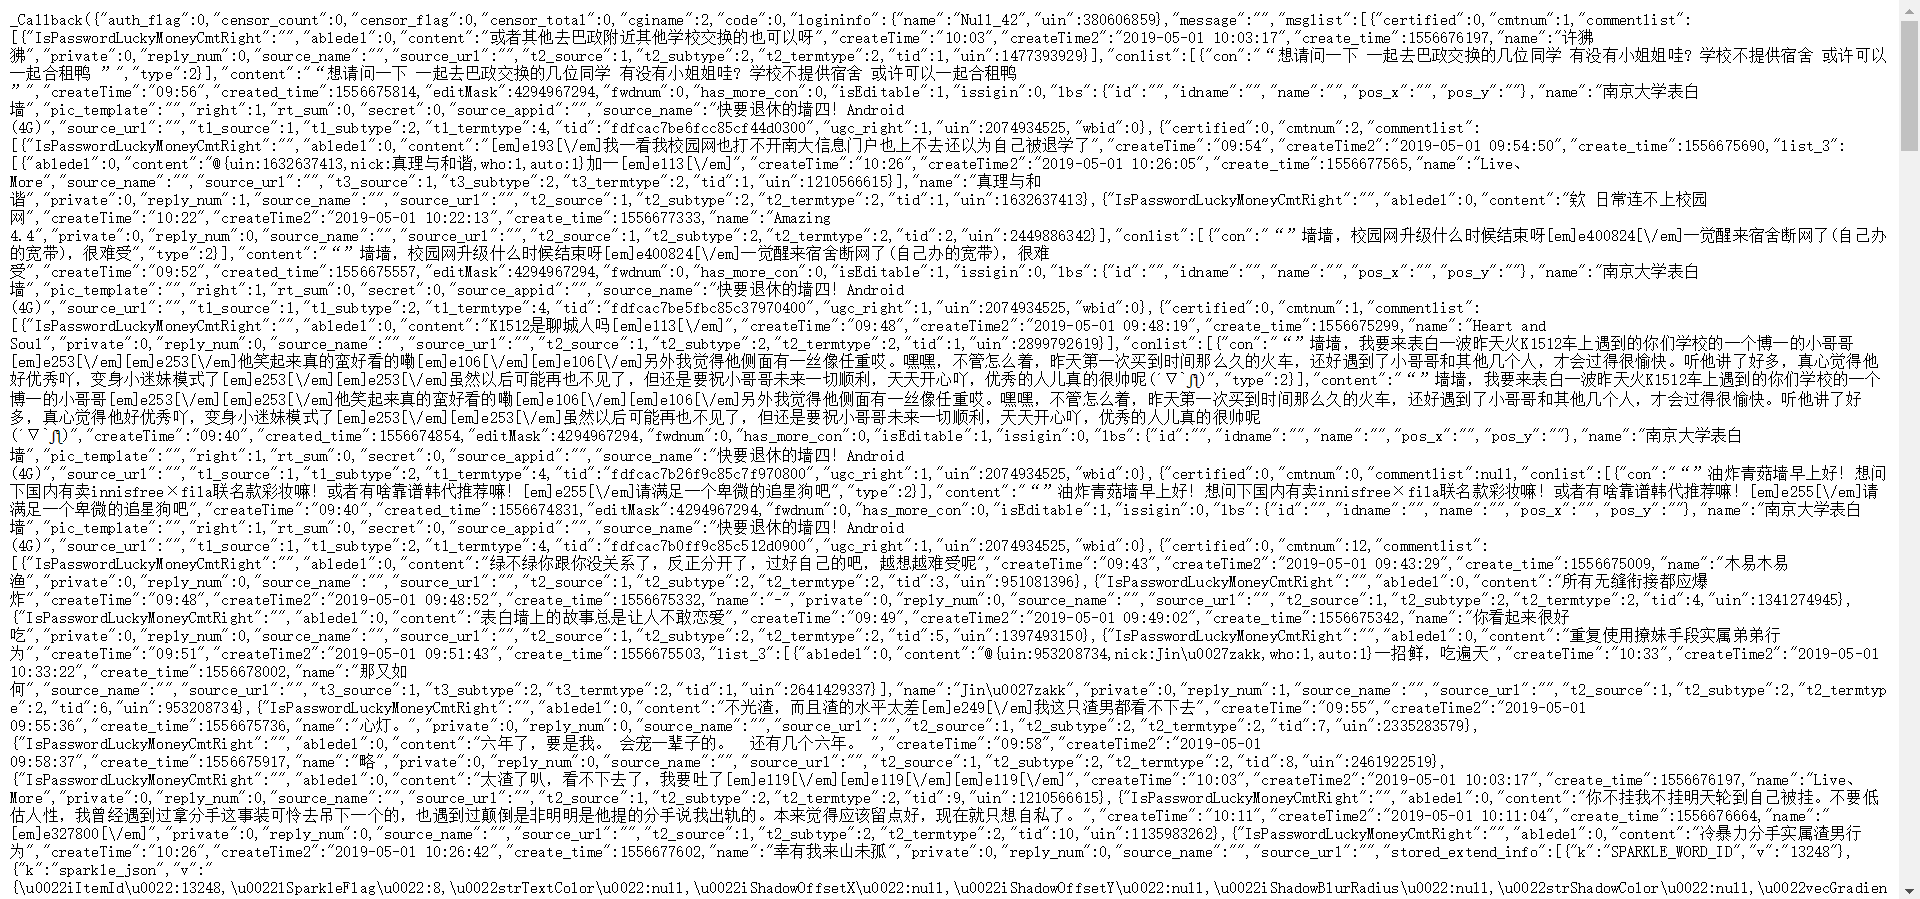 _Callback({"auth_flag":0,"censor_count":0,"censor_flag":0,"censor_total":0,"cginame":2,"code":0,"logininfo":{"name":"Null_42","uin":380606859},"message":"","msglist":[{"certified":0,"cmtnum":1,"commentlist":
[{"IsPasswordLuckyMoneyCmtRight":"","abledel":0,"content":"或者其他去巴政附近其他学校交换的也可以呀","createTime":"10:03","createTime2":"2019-05-01 10:03:17","create_time":1556676197,"name":"许狒
狒","private":0,"reply_num":0,"source_name":"","source_url":"","t2_source":1,"t2_subtype":2,"t2_termtype":2,"tid":1,"uin":1477393929}],"conlist":[{"con":"“想请问一下 一起去巴政交换的几位同学 有没有小姐姐哇？学校不提供宿舍 或许可以
一起合租鸭 ”","type":2}],"content":"“想请问一下 一起去巴政交换的几位同学 有没有小姐姐哇？学校不提供宿舍 或许可以一起合租鸭
”","createTime":"09:56","created_time":1556675814,"editMask":4294967294,"fwdnum":0,"has_more_con":0,"isEditable":1,"issigin":0,"lbs":{"id":"","idname":"","name":"","pos_x":"","pos_y":""},"name":"南京大学表白
墙","pic_template":"","right":1,"rt_sum":0,"secret":0,"source_appid":"","source_name":"快要退休的墙四! Android
(4G)","source_url":"","t1_source":1,"t1_subtype":2,"t1_termtype":4,"tid":"fdfcac7be6fcc85cf44d0300","ugc_right":1,"uin":2074934525,"wbid":0},{"certified":0,"cmtnum":2,"commentlist":
[{"IsPasswordLuckyMoneyCmtRight":"","abledel":0,"content":"[em]e193[\/em]我一看我校园网也打不开南大信息门户也上不去还以为自己被退学了","createTime":"09:54","createTime2":"2019-05-01 09:54:50","create_time":1556675690,"list_3":
[{"abledel":0,"content":"@{uin:1632637413,nick:真理与和谐,who:1,auto:1}加一[em]e113[\/em]","createTime":"10:26","createTime2":"2019-05-01 10:26:05","create_time":1556677565,"name":"Live、
More","source_name":"","source_url":"","t3_source":1,"t3_subtype":2,"t3_termtype":2,"tid":1,"uin":1210566615}],"name":"真理与和
谐","private":0,"reply_num":1,"source_name":"","source_url":"","t2_source":1,"t2_subtype":2,"t2_termtype":2,"tid":1,"uin":1632637413},{"IsPasswordLuckyMoneyCmtRight":"","abledel":0,"content":"欸 日常连不上校园
网","createTime":"10:22","createTime2":"2019-05-01 10:22:13","create_time":1556677333,"name":"Amazing
4.4","private":0,"reply_num":0,"source_name":"","source_url":"","t2_source":1,"t2_subtype":2,"t2_termtype":2,"tid":2,"uin":2449886342}],"conlist":[{"con":"“”墙墙，校园网升级什么时候结束呀[em]e400824[\/em]一觉醒来宿舍断网了(自己办
的宽带)，很难受","type":2}],"content":"“”墙墙，校园网升级什么时候结束呀[em]e400824[\/em]一觉醒来宿舍断网了(自己办的宽带)，很难
受","createTime":"09:52","created_time":1556675557,"editMask":4294967294,"fwdnum":0,"has_more_con":0,"isEditable":1,"issigin":0,"lbs":{"id":"","idname":"","name":"","pos_x":"","pos_y":""},"name":"南京大学表白
墙","pic_template":"","right":1,"rt_sum":0,"secret":0,"source_appid":"","source_name":"快要退休的墙四! Android
(4G)","source_url":"","t1_source":1,"t1_subtype":2,"t1_termtype":4,"tid":"fdfcac7be5fbc85c37970400","ugc_right":1,"uin":2074934525,"wbid":0},{"certified":0,"cmtnum":1,"commentlist":
[{"IsPasswordLuckyMoneyCmtRight":"","abledel":0,"content":"K1512是聊城人吗[em]e113[\/em]","createTime":"09:48","createTime2":"2019-05-01 09:48:19","create_time":1556675299,"name":"Heart and
Soul","private":0,"reply_num":0,"source_name":"","source_url":"","t2_source":1,"t2_subtype":2,"t2_termtype":2,"tid":1,"uin":2899792619}],"conlist":[{"con":"“”墙墙，我要来表白一波昨天火K1512车上遇到的你们学校的一个博一的小哥哥
[em]e253[\/em][em]e253[\/em]他笑起来真的蛮好看的嘞[em]e106[\/em][em]e106[\/em]另外我觉得他侧面有一丝像任重哎。嘿嘿，不管怎么着，昨天第一次买到时间那么久的火车，还好遇到了小哥哥和其他几个人，才会过得很愉快。听他讲了好多，真心觉得他
好优秀吖，变身小迷妹模式了[em]e253[\/em][em]e253[\/em]虽然以后可能再也不见了，但还是要祝小哥哥未来一切顺利，天天开心吖，优秀的人儿真的很帅呢(´▽`ʃƪ)","type":2}],"content":"“”墙墙，我要来表白一波昨天火K1512车上遇到的你们学校的一个
博一的小哥哥[em]e253[\/em][em]e253[\/em]他笑起来真的蛮好看的嘞[em]e106[\/em][em]e106[\/em]另外我觉得他侧面有一丝像任重哎。嘿嘿，不管怎么着，昨天第一次买到时间那么久的火车，还好遇到了小哥哥和其他几个人，才会过得很愉快。听他讲了好
多，真心觉得他好优秀吖，变身小迷妹模式了[em]e253[\/em][em]e253[\/em]虽然以后可能再也不见了，但还是要祝小哥哥未来一切顺利，天天开心吖，优秀的人儿真的很帅呢
(´▽`ʃƪ)","createTime":"09:40","created_time":1556674854,"editMask":4294967294,"fwdnum":0,"has_more_con":0,"isEditable":1,"issigin":0,"lbs":{"id":"","idname":"","name":"","pos_x":"","pos_y":""},"name":"南京大学表白
墙","pic_template":"","right":1,"rt_sum":0,"secret":0,"source_appid":"","source_name":"快要退休的墙四! Android
(4G)","source_url":"","t1_source":1,"t1_subtype":2,"t1_termtype":4,"tid":"fdfcac7b26f9c85c7f970800","ugc_right":1,"uin":2074934525,"wbid":0},{"certified":0,"cmtnum":0,"commentlist":null,"conlist":[{"con":"“”油炸青菇墙早上好！想问
下国内有卖innisfree×fila联名款彩妆嘛！或者有啥靠谱韩代推荐嘛！[em]e255[\/em]请满足一个卑微的追星狗吧","type":2}],"content":"“”油炸青菇墙早上好！想问下国内有卖innisfree×fila联名款彩妆嘛！或者有啥靠谱韩代推荐嘛！[em]e255[\/em]请
满足一个卑微的追星狗吧","createTime":"09:40","created_time":1556674831,"editMask":4294967294,"fwdnum":0,"has_more_con":0,"isEditable":1,"issigin":0,"lbs":{"id":"","idname":"","name":"","pos_x":"","pos_y":""},"name":"南京大学表白
墙","pic_template":"","right":1,"rt_sum":0,"secret":0,"source_appid":"","source_name":"快要退休的墙四! Android
(4G)","source_url":"","t1_source":1,"t1_subtype":2,"t1_termtype":4,"tid":"fdfcac7b0ff9c85c512d0900","ugc_right":1,"uin":2074934525,"wbid":0},{"certified":0,"cmtnum":12,"commentlist":
[{"IsPasswordLuckyMoneyCmtRight":"","abledel":0,"content":"绿不绿你跟你没关系了，反正分开了，过好自己的吧，越想越难受呢","createTime":"09:43","createTime2":"2019-05-01 09:43:29","create_time":1556675009,"name":"木易木易
渔","private":0,"reply_num":0,"source_name":"","source_url":"","t2_source":1,"t2_subtype":2,"t2_termtype":2,"tid":3,"uin":951081396},{"IsPasswordLuckyMoneyCmtRight":"","abledel":0,"content":"所有无缝衔接都应爆
炸","createTime":"09:48","createTime2":"2019-05-01 09:48:52","create_time":1556675332,"name":"-","private":0,"reply_num":0,"source_name":"","source_url":"","t2_source":1,"t2_subtype":2,"t2_termtype":2,"tid":4,"uin":1341274945},
{"IsPasswordLuckyMoneyCmtRight":"","abledel":0,"content":"表白墙上的故事总是让人不敢恋爱","createTime":"09:49","createTime2":"2019-05-01 09:49:02","create_time":1556675342,"name":"你看起来很好
吃","private":0,"reply_num":0,"source_name":"","source_url":"","t2_source":1,"t2_subtype":2,"t2_termtype":2,"tid":5,"uin":1397493150},{"IsPasswordLuckyMoneyCmtRight":"","abledel":0,"content":"重复使用撩妹手段实属弟弟行
为","createTime":"09:51","createTime2":"2019-05-01 09:51:43","create_time":1556675503,"list_3":[{"abledel":0,"content":"@{uin:953208734,nick:Jin\u0027zakk,who:1,auto:1}一招鲜，吃遍天","createTime":"10:33","createTime2":"2019-05-01
10:33:22","create_time":1556678002,"name":"那又如
何","source_name":"","source_url":"","t3_source":1,"t3_subtype":2,"t3_termtype":2,"tid":1,"uin":2641429337}],"name":"Jin\u0027zakk","private":0,"reply_num":1,"source_name":"","source_url":"","t2_source":1,"t2_subtype":2,"t2_termtyp
e":2,"tid":6,"uin":953208734},{"IsPasswordLuckyMoneyCmtRight":"","abledel":0,"content":"不光渣，而且渣的水平太差[em]e249[\/em]我这只渣男都看不下去","createTime":"09:55","createTime2":"2019-05-01
09:55:36","create_time":1556675736,"name":"心灯。","private":0,"reply_num":0,"source_name":"","source_url":"","t2_source":1,"t2_subtype":2,"t2_termtype":2,"tid":7,"uin":2335283579},
{"IsPasswordLuckyMoneyCmtRight":"","abledel":0,"content":"六年了，要是我。 会宠一辈子的。  还有几个六年。 ","createTime":"09:58","createTime2":"2019-05-01
09:58:37","create_time":1556675917,"name":"略","private":0,"reply_num":0,"source_name":"","source_url":"","t2_source":1,"t2_subtype":2,"t2_termtype":2,"tid":8,"uin":2461922519},
{"IsPasswordLuckyMoneyCmtRight":"","abledel":0,"content":"太渣了叭，看不下去了，我要吐了[em]e119[\/em][em]e119[\/em][em]e119[\/em]","createTime":"10:03","createTime2":"2019-05-01 10:03:17","create_time":1556676197,"name":"Live、
More","private":0,"reply_num":0,"source_name":"","source_url":"","t2_source":1,"t2_subtype":2,"t2_termtype":2,"tid":9,"uin":1210566615},{"IsPasswordLuckyMoneyCmtRight":"","abledel":0,"content":"你不挂我不挂明天轮到自己被挂。不要低
估人性，我曾经遇到过拿分手这事装可怜去吊下一个的，也遇到过颠倒是非明明是他提的分手说我出轨的。本来觉得应该留点好，现在就只想自私了。","createTime":"10:11","createTime2":"2019-05-01 10:11:04","create_time":1556676664,"name":"
[em]e327800[\/em]","private":0,"reply_num":0,"source_name":"","source_url":"","t2_source":1,"t2_subtype":2,"t2_termtype":2,"tid":10,"uin":1135983262},{"IsPasswordLuckyMoneyCmtRight":"","abledel":0,"content":"冷暴力分手实属渣男行
为","createTime":"10:26","createTime2":"2019-05-01 10:26:42","create_time":1556677602,"name":"幸有我来山未孤","private":0,"reply_num":0,"source_name":"","source_url":"","stored_extend_info":[{"k":"SPARKLE_WORD_ID","v":"13248"},
{"k":"sparkle_json","v":"
{\u0022iItemId\u0022:13248,\u0022lSparkleFlag\u0022:8,\u0022strTextColor\u0022:null,\u0022iShadowOffsetX\u0022:null,\u0022iShadowOffsetY\u0022:null,\u0022iShadowBlurRadius\u0022:null,\u0022strShadowColor\u0022:null,\u0022vecGradien